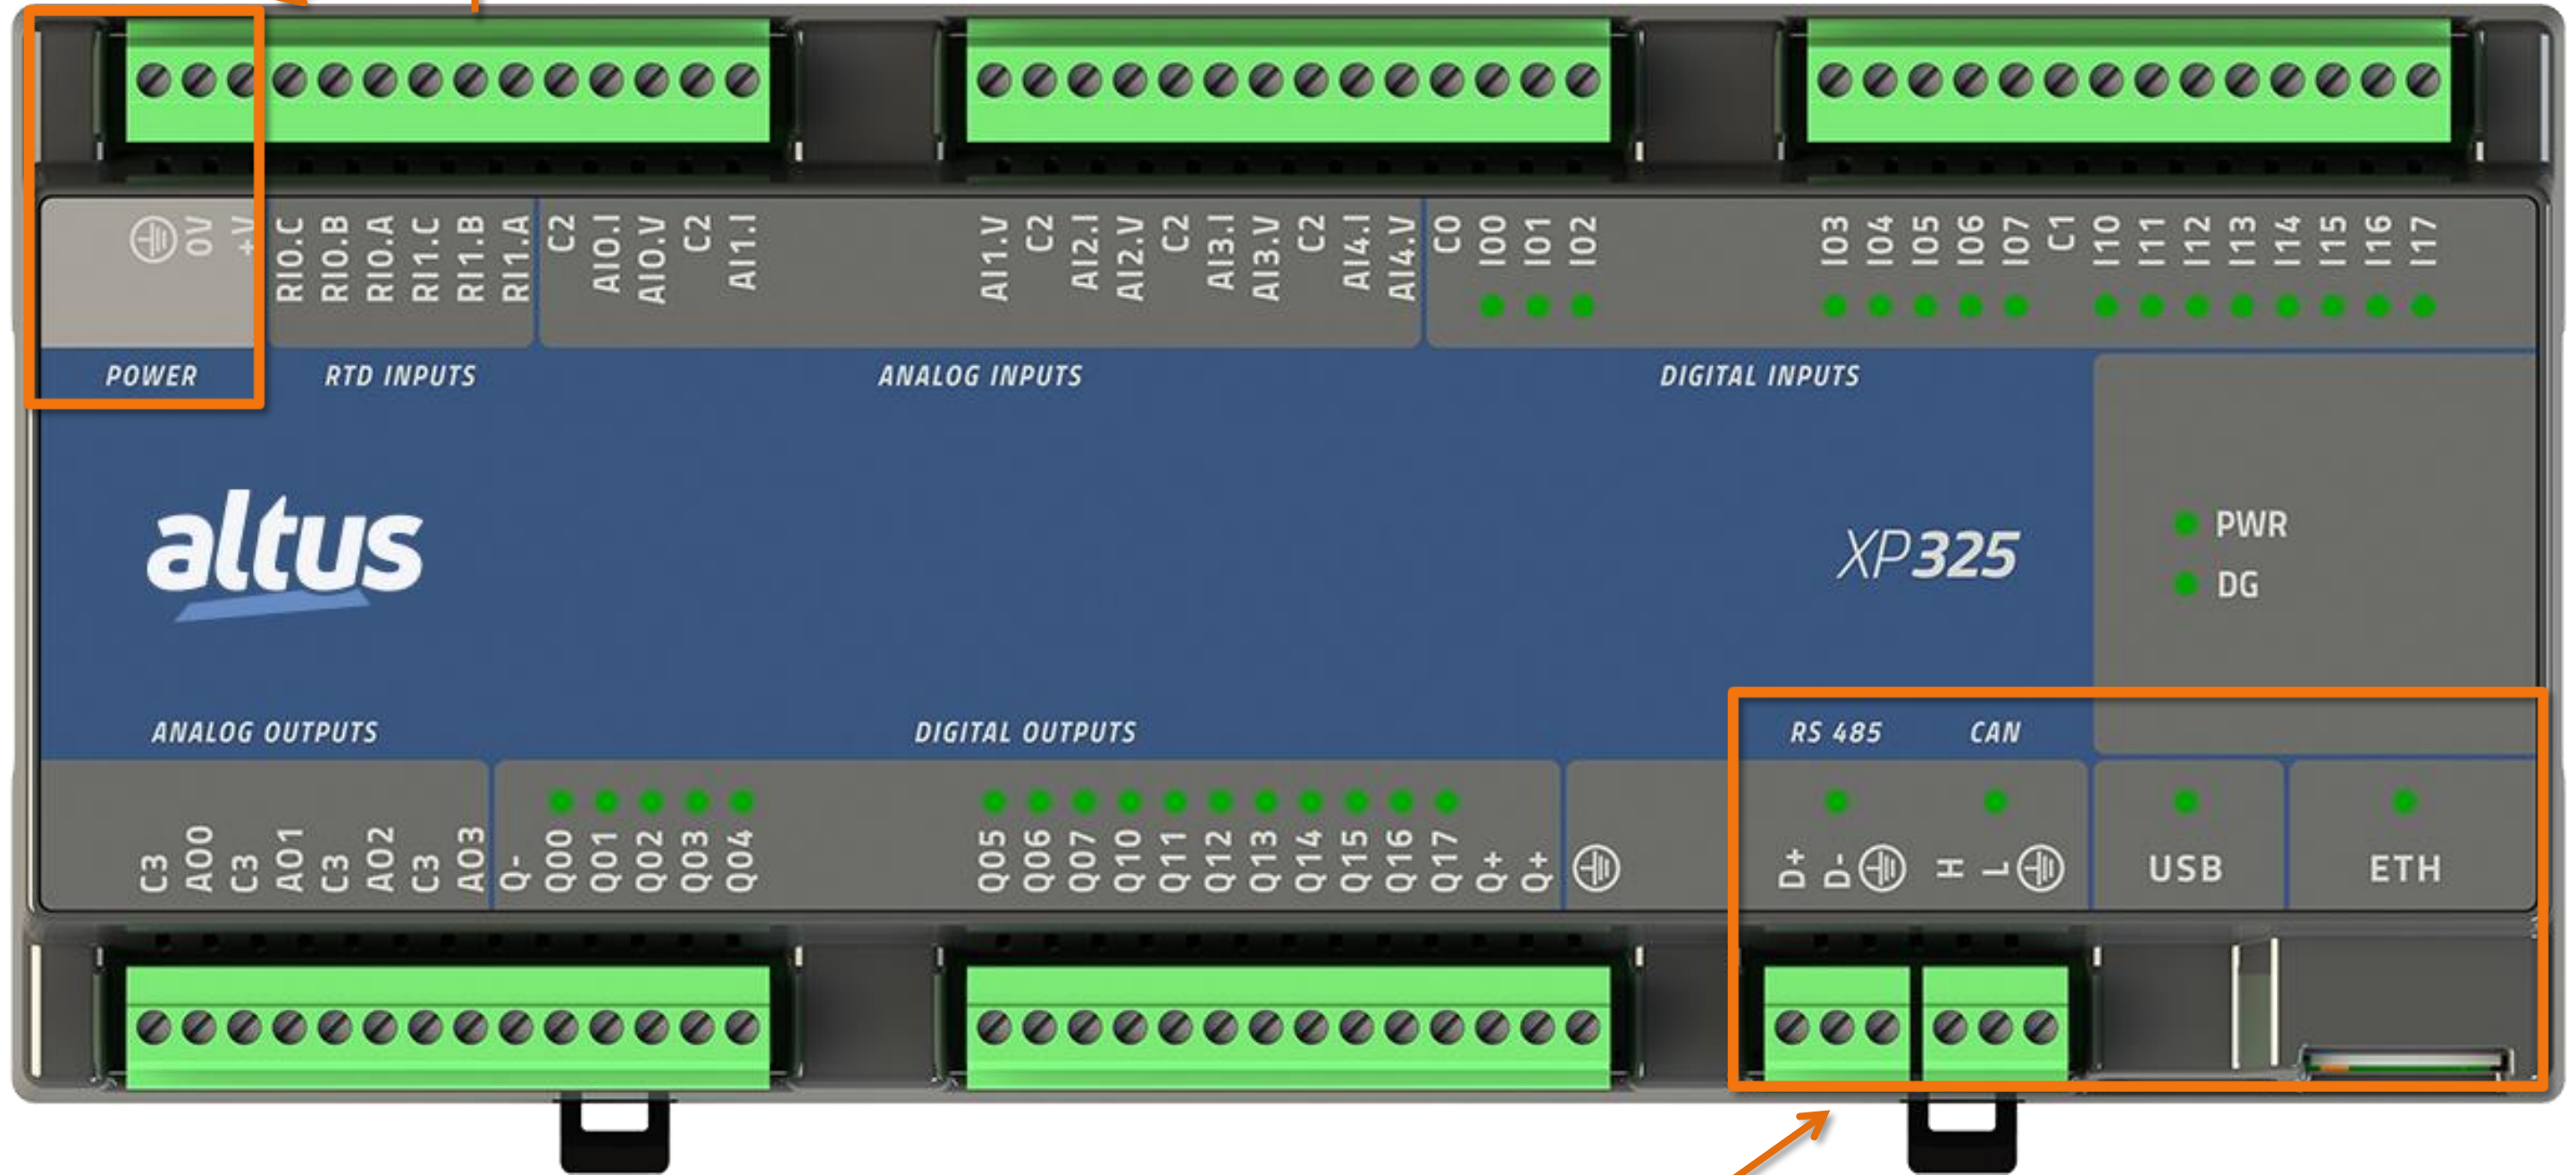 0V +V RI0.C RI0.B RI0.A RI1.C RI1.B RI1.A C2 AI0.I AI0.V C2 AI1.I AI1.V C2 AI2.I AI2.V C2 AI3.I AI3.V C2 AI4.I AI4.V C0 I00 I01 I02 I03 I04 I05 I06 I07 C1 I10 I11 I12 I13 I14 I15 I16 I17
POWER RTD INPUTS ANALOG INPUTS DIGITAL INPUTS
altus
XP325
PWR
DG
ANALOG OUTPUTS DIGITAL OUTPUTS RS 485 CAN
C3 AO0 C3 AO1 C3 AO2 C3 AO3 Q- Q00 Q01 Q02 Q03 Q04 Q05 Q06 Q07 Q10 Q11 Q12 Q13 Q14 Q15 Q16 Q17 Q+ Q+ D+ D- H L USB ETH